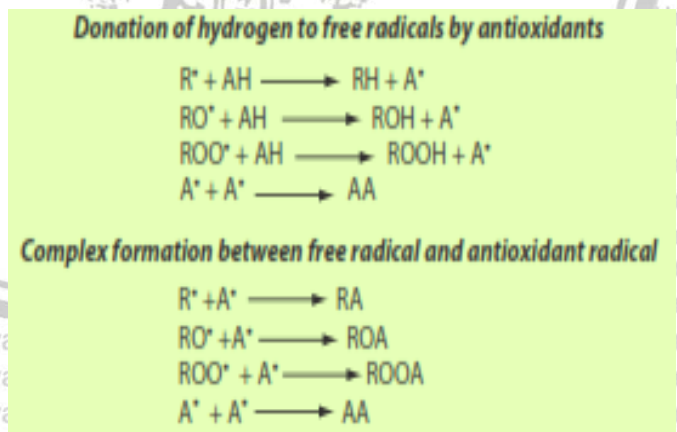 Donation of hydrogen to free radicals by antioxidants
R• + AH ⟶ RH + A•
RO• + AH ⟶ ROH + A•
ROO• + AH ⟶ ROOH + A•
A• + A• ⟶ AA
Complex formation between free radical and antioxidant radical
R• +A• ⟶ RA
RO• +A• ⟶ ROA
ROO• + A• ⟶ ROOA
A• + A• ⟶ AA